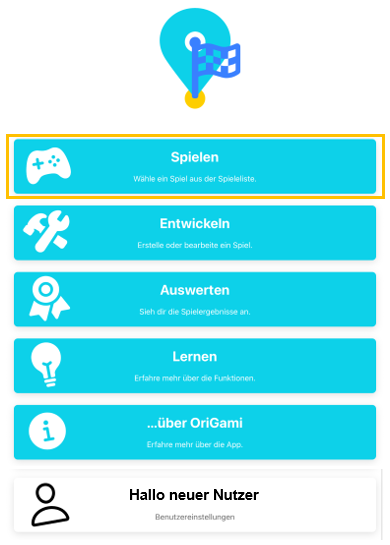 Spielen
Wähle ein Spiel aus der Spieleliste.
Entwickeln
Erstelle oder bearbeite ein Spiel.
Auswerten
Sieh dir die Spielergebnisse an.
Lernen
Erfahre mehr über die Funktionen.
...über OriGami
Erfahre mehr über die App.
Hallo neuer Nutzer
Benutzereinstellungen